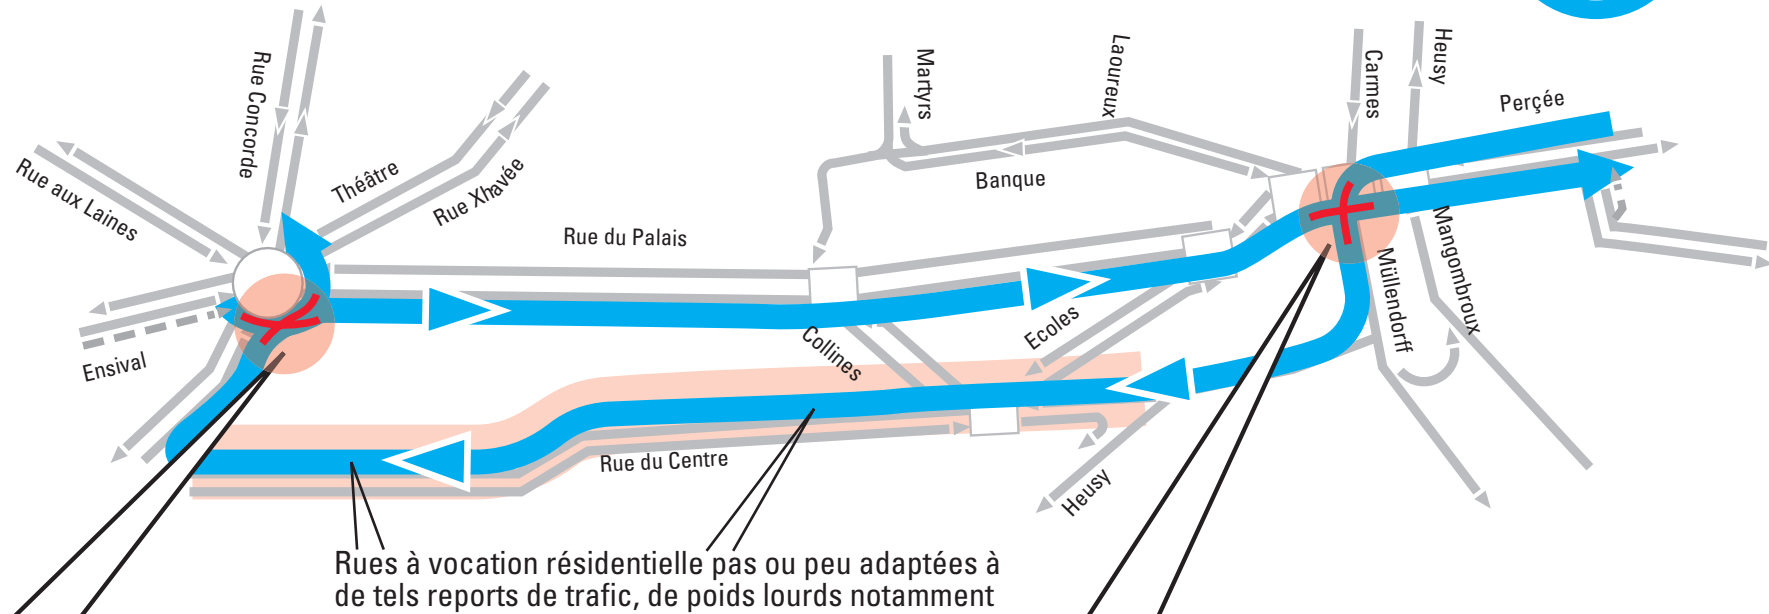 Rue Concorde
Martyrs
Laoureux
Carmes
Heusy
Perçée
Rue aux Laines
Théâtre
Rue Xhavée
Banque
Rue du Palais
Mangombroux
Müllendorff
Ensival
Collines
Ecoles
Rue du Centre
Heusy
Rues à vocation résidentielle pas ou peu adaptées à
de tels reports de trafic, de poids lourds notamment